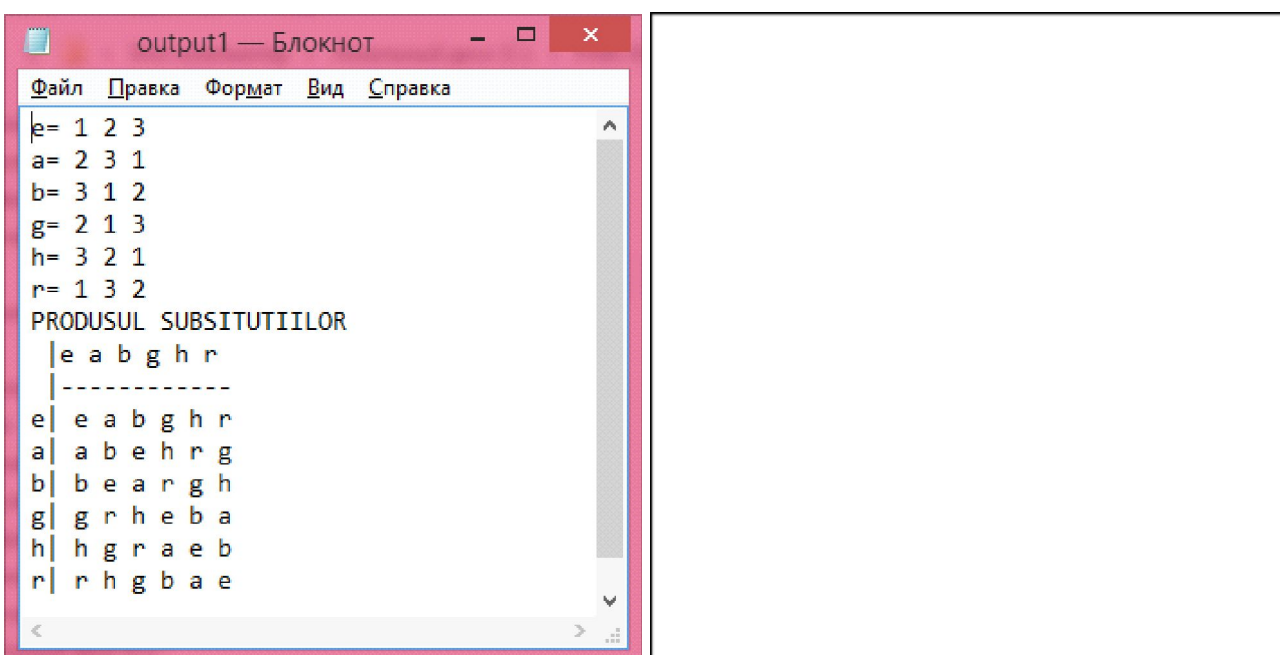 output1 — Блокнот
Файл Правка Формат Вид Справка
e= 1 2 3
a= 2 3 1
b= 3 1 2
g= 2 1 3
h= 3 2 1
r= 1 3 2
PRODUSUL SUBSITUTIILOR
 |e a b g h r
 |------------
e| e a b g h r
a| a b e h r g
b| b e a r g h
g| g r h e b a
h| h g r a e b
r| r h g b a e